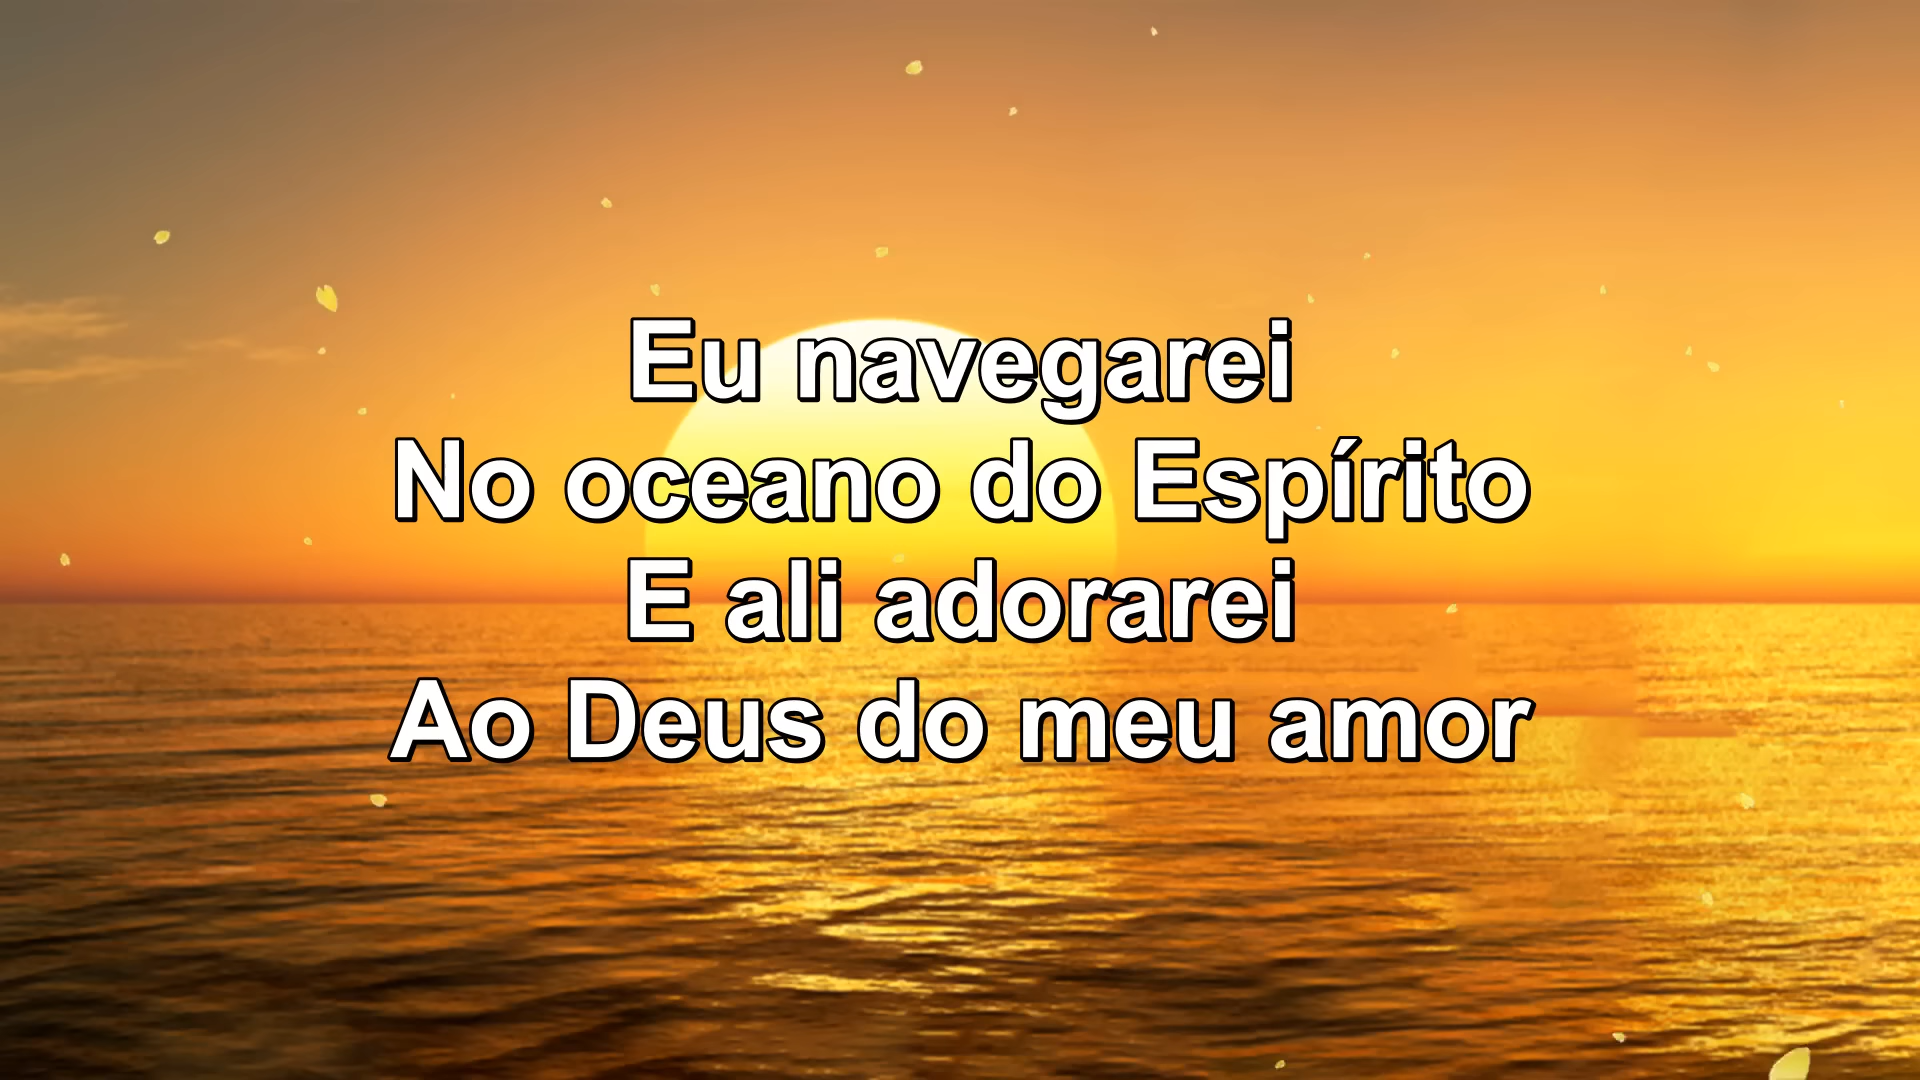 Eu navegarei
No oceano do Espírito
E ali adorarei
Ao Deus do meu amor